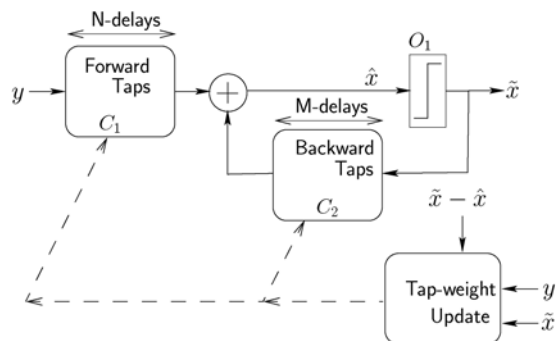 N-delays
O₁
Forward
Taps
y
x̂
x̃
C₁
M-delays
Backward
Taps
C₂
x̃ − x̂
Tap-weight
Update
y
x̃